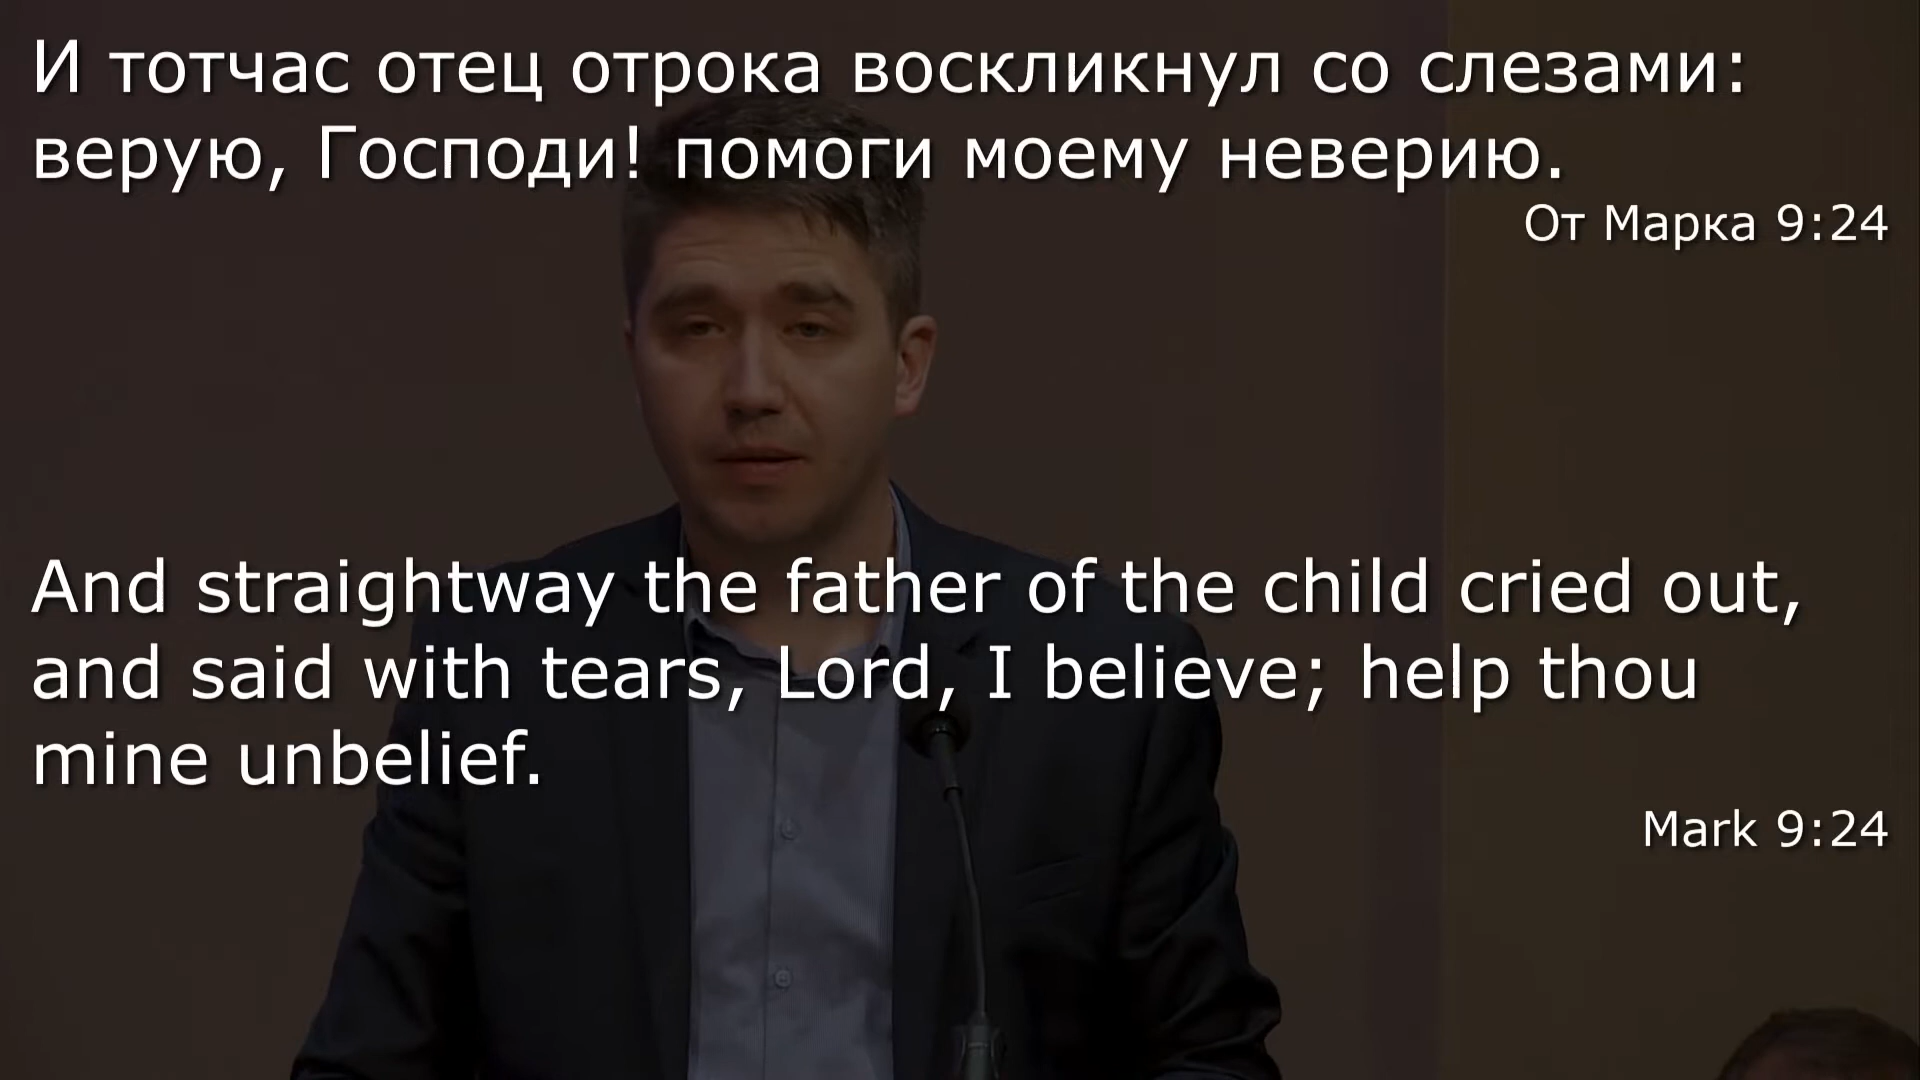 И тотчас отец отрока воскликнул со слезами:
верую, Господи! помоги моему неверию.
От Марка 9:24
And straightway the father of the child cried out,
and said with tears, Lord, I believe; help thou
mine unbelief.
Mark 9:24